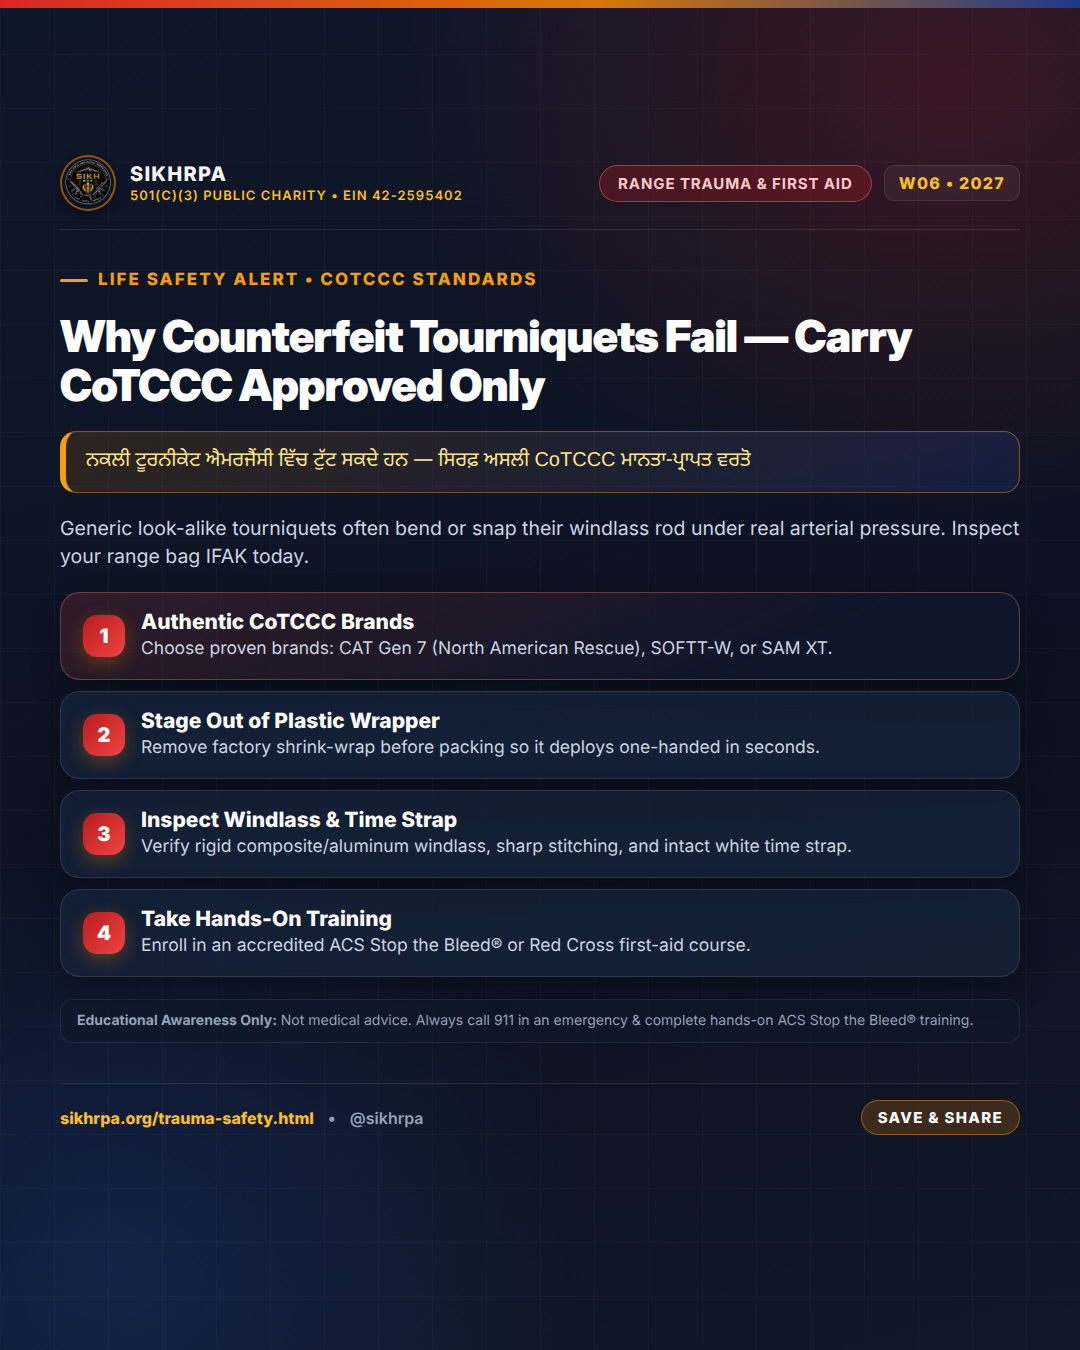 SIKH
SIKHRPA
501(C)(3) PUBLIC CHARITY • EIN 42-2595402
RANGE TRAUMA & FIRST AID
W06 • 2027
LIFE SAFETY ALERT • COTCCC STANDARDS
Why Counterfeit Tourniquets Fail — Carry
CoTCCC Approved Only
ਨਕਲੀ ਟੂਰਨੀਕੇਟ ਐਮਰਜੈਂਸੀ ਵਿੱਚ ਟੁੱਟ ਸਕਦੇ ਹਨ — ਸਿਰਫ਼ ਅਸਲੀ CoTCCC ਮਾਨਤਾ-ਪ੍ਰਾਪਤ ਵਰਤੋ
Generic look-alike tourniquets often bend or snap their windlass rod under real arterial pressure. Inspect
your range bag IFAK today.
1
Authentic CoTCCC Brands
Choose proven brands: CAT Gen 7 (North American Rescue), SOFTT-W, or SAM XT.
2
Stage Out of Plastic Wrapper
Remove factory shrink-wrap before packing so it deploys one-handed in seconds.
3
Inspect Windlass & Time Strap
Verify rigid composite/aluminum windlass, sharp stitching, and intact white time strap.
4
Take Hands-On Training
Enroll in an accredited ACS Stop the Bleed® or Red Cross first-aid course.
Educational Awareness Only: Not medical advice. Always call 911 in an emergency & complete hands-on ACS Stop the Bleed® training.
sikhrpa.org/trauma-safety.html • @sikhrpa
SAVE & SHARE